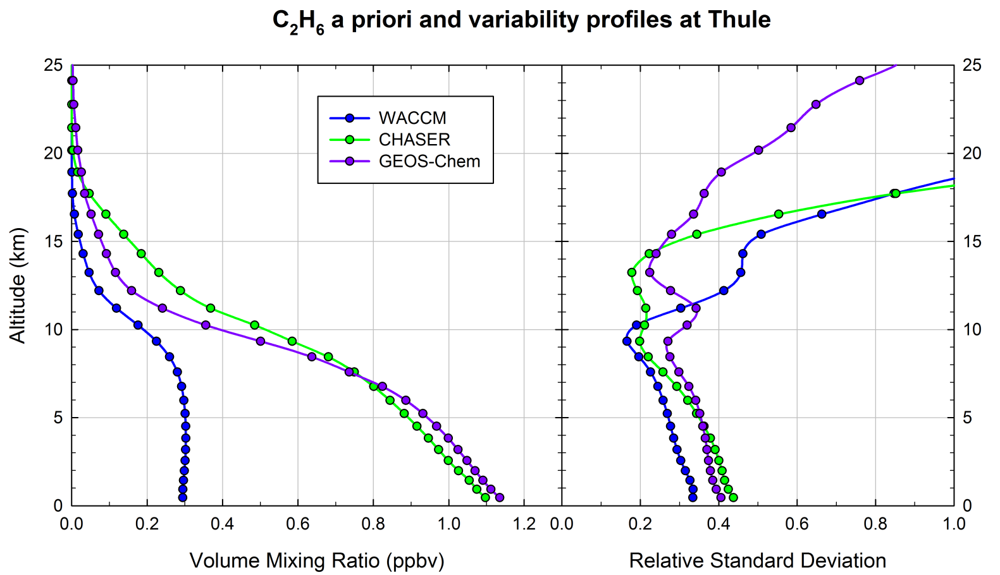 C₂H₆ a priori and variability profiles at Thule
25
20
15
10
5
0
Altitude (km)
WACCM
CHASER
GEOS-Chem
25
20
15
10
5
0
0.0 0.2 0.4 0.6 0.8 1.0 1.2 0.0 0.2 0.4 0.6 0.8 1.0
Volume Mixing Ratio (ppbv) Relative Standard Deviation